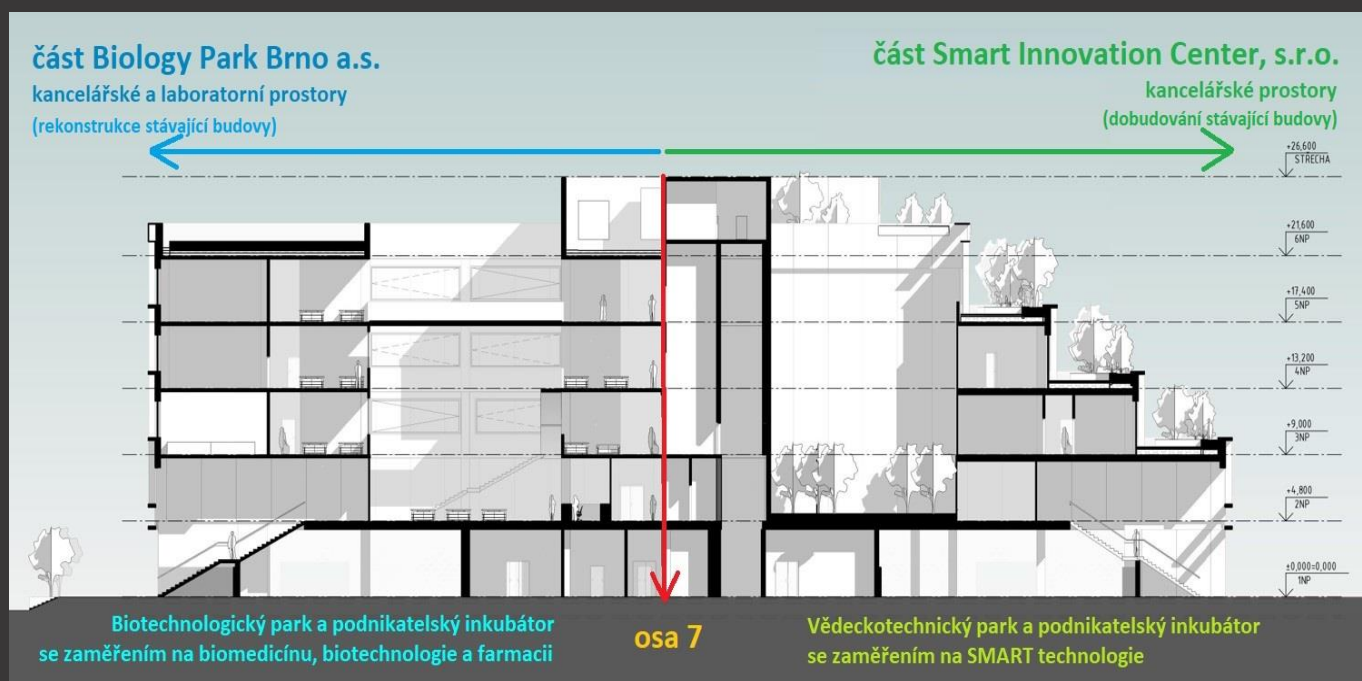 část Biology Park Brno a.s.
kancelářské a laboratorní prostory
(rekonstrukce stávající budovy)
část Smart Innovation Center, s.r.o.
kancelářské prostory
(dobudování stávající budovy)
+26,600
STŘECHA
+21,600
6NP
+17,400
5NP
+13,200
4NP
+9,000
3NP
+4,800
2NP
±0,000=0,000
1NP
Biotechnologický park a podnikatelský inkubátor
se zaměřením na biomedicínu, biotechnologie a farmacii
osa 7
Vědeckotechnický park a podnikatelský inkubátor
se zaměřením na SMART technologie